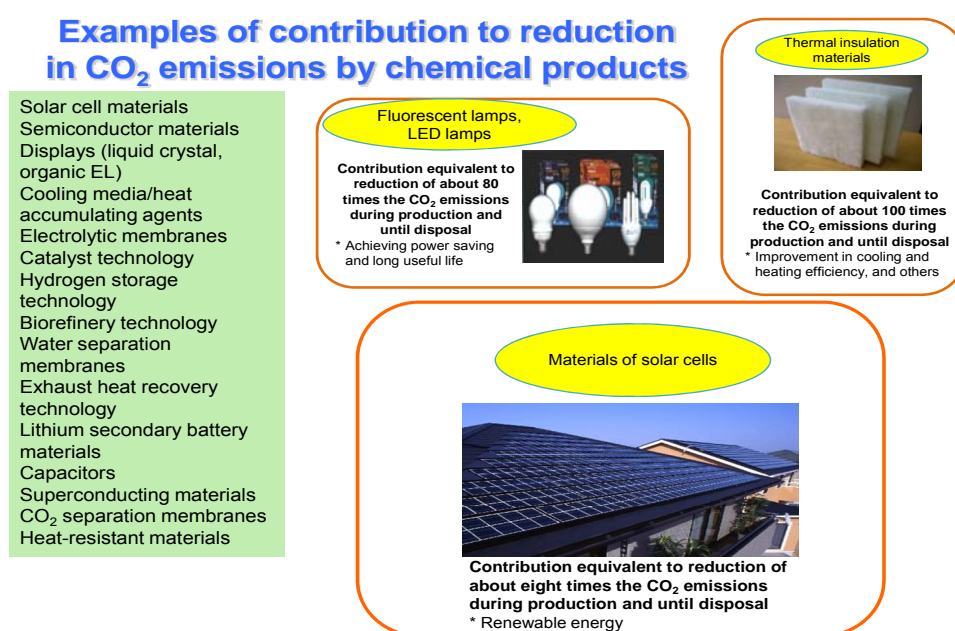 Examples of contribution to reduction
in CO₂ emissions by chemical products
Solar cell materials
Semiconductor materials
Displays (liquid crystal,
organic EL)
Cooling media/heat
accumulating agents
Electrolytic membranes
Catalyst technology
Hydrogen storage
technology
Biorefinery technology
Water separation
membranes
Exhaust heat recovery
technology
Lithium secondary battery
materials
Capacitors
Superconducting materials
CO₂ separation membranes
Heat-resistant materials
Fluorescent lamps,
LED lamps
Contribution equivalent to
reduction of about 80
times the CO₂ emissions
during production and
until disposal
* Achieving power saving
and long useful life
Thermal insulation
materials
Contribution equivalent to
reduction of about 100 times
the CO₂ emissions during
production and until disposal
* Improvement in cooling and
heating efficiency, and others
Materials of solar cells
Contribution equivalent to reduction of
about eight times the CO₂ emissions
during production and until disposal
* Renewable energy